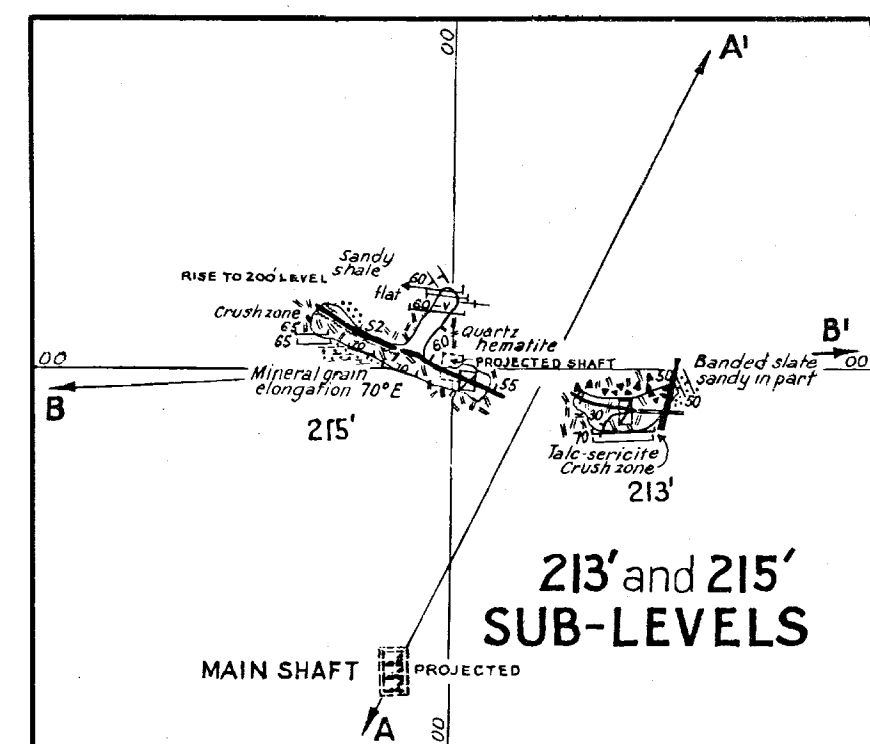 00
A'
Sandy
shale
60
RISE TO 200' LEVEL
flat
60
Crush zone
65
65
52
Quartz
hematite
60
PROJECTED SHAFT
B'
00
00
Mineral grain
elongation 70° E
B
215'
55
70
50
Banded slate
sandy in part
50
30
70
Talc-sericite
Crush zone
213'
213' and 215'
SUB-LEVELS
MAIN SHAFT
PROJECTED
A
00